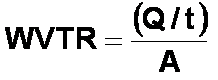 WVTR = (Q / t) / A